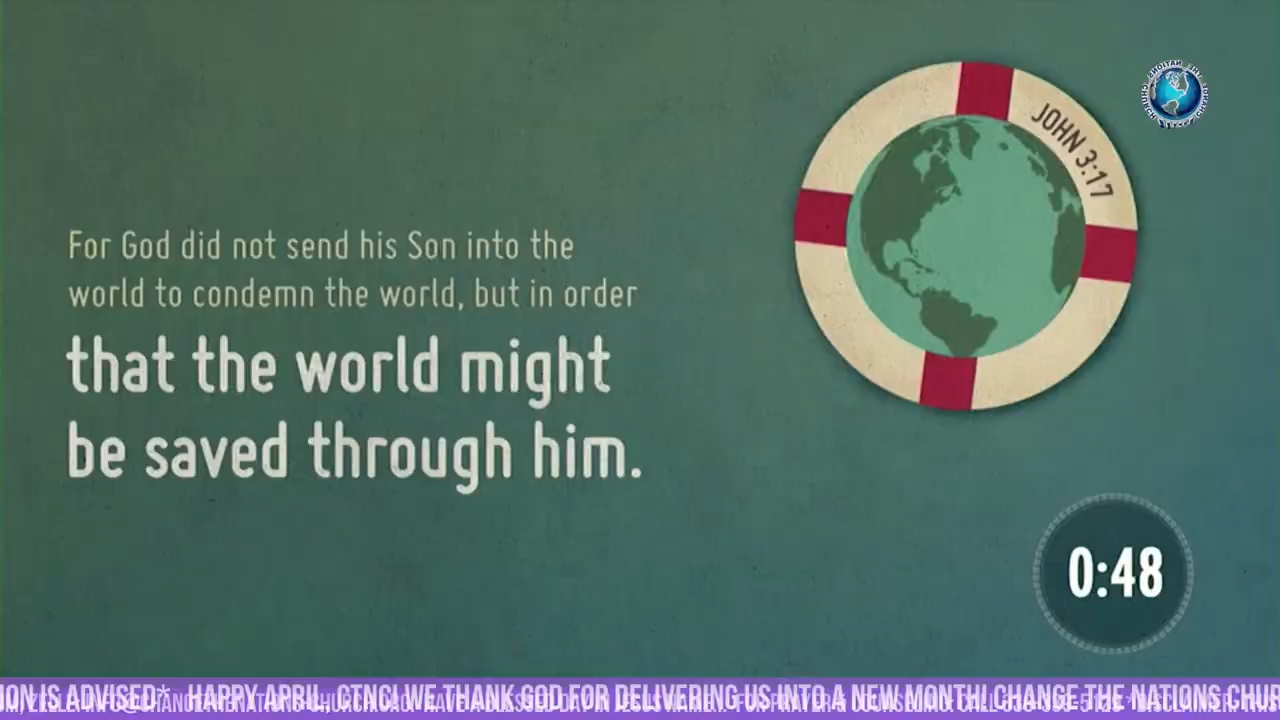 JOHN 3:17
For God did not send his Son into the
world to condemn the world, but in order
that the world might
be saved through him.
0:48
ION IS ADVISED* HAPPY APRIL, CTNC! WE THANK GOD FOR DELIVERING US INTO A NEW MONTH! CHANGE THE NATIONS CHUR